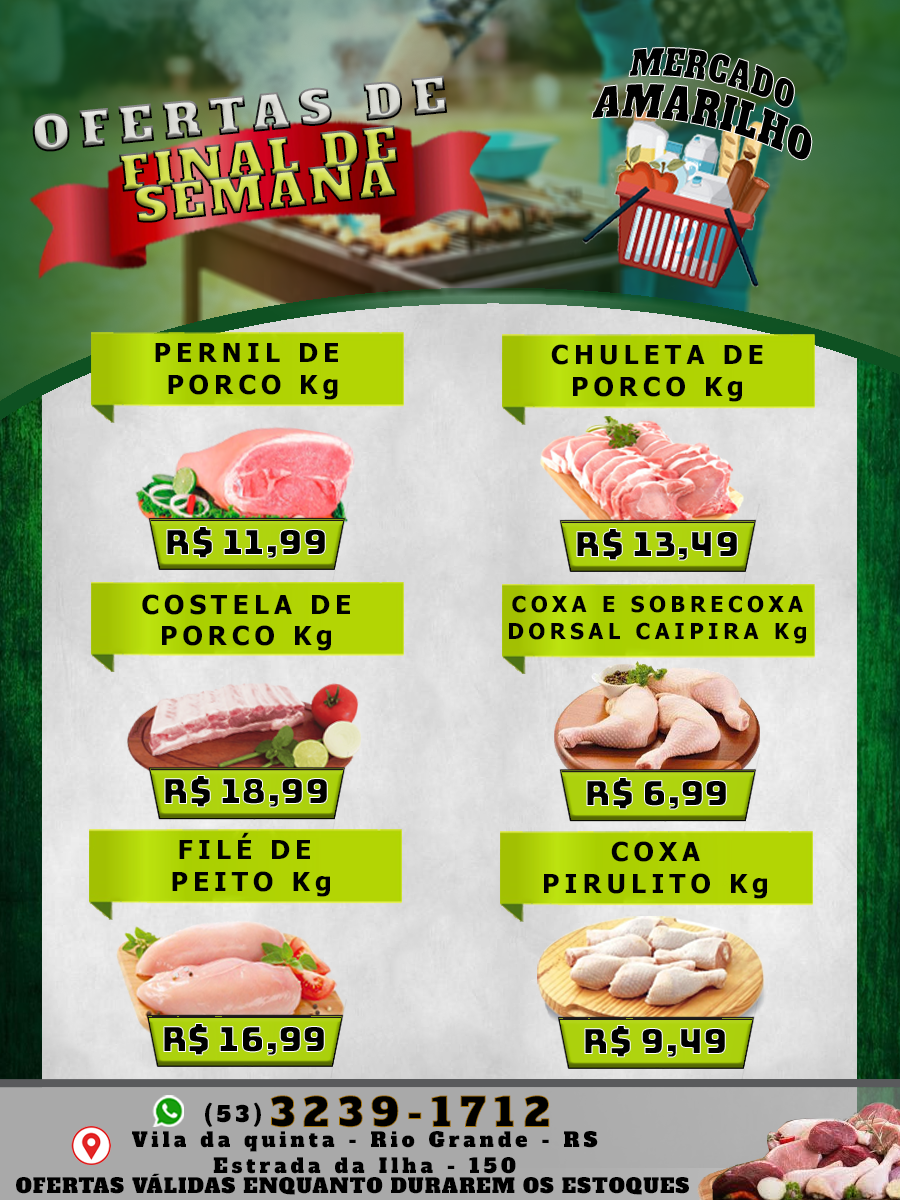 OFERTAS DE
FINAL DE
SEMANA
MERCADO
AMARILHO
PERNIL DE
PORCO Kg
R$ 11,99
CHULETA DE
PORCO Kg
R$ 13,49
COSTELA DE
PORCO Kg
R$ 18,99
COXA E SOBRECOXA
DORSAL CAIPIRA Kg
R$ 6,99
FILÉ DE
PEITO Kg
R$ 16,99
COXA
PIRULITO Kg
R$ 9,49
(53) 3239-1712
Vila da quinta - Rio Grande - RS
Estrada da Ilha - 150
OFERTAS VÁLIDAS ENQUANTO DURAREM OS ESTOQUES